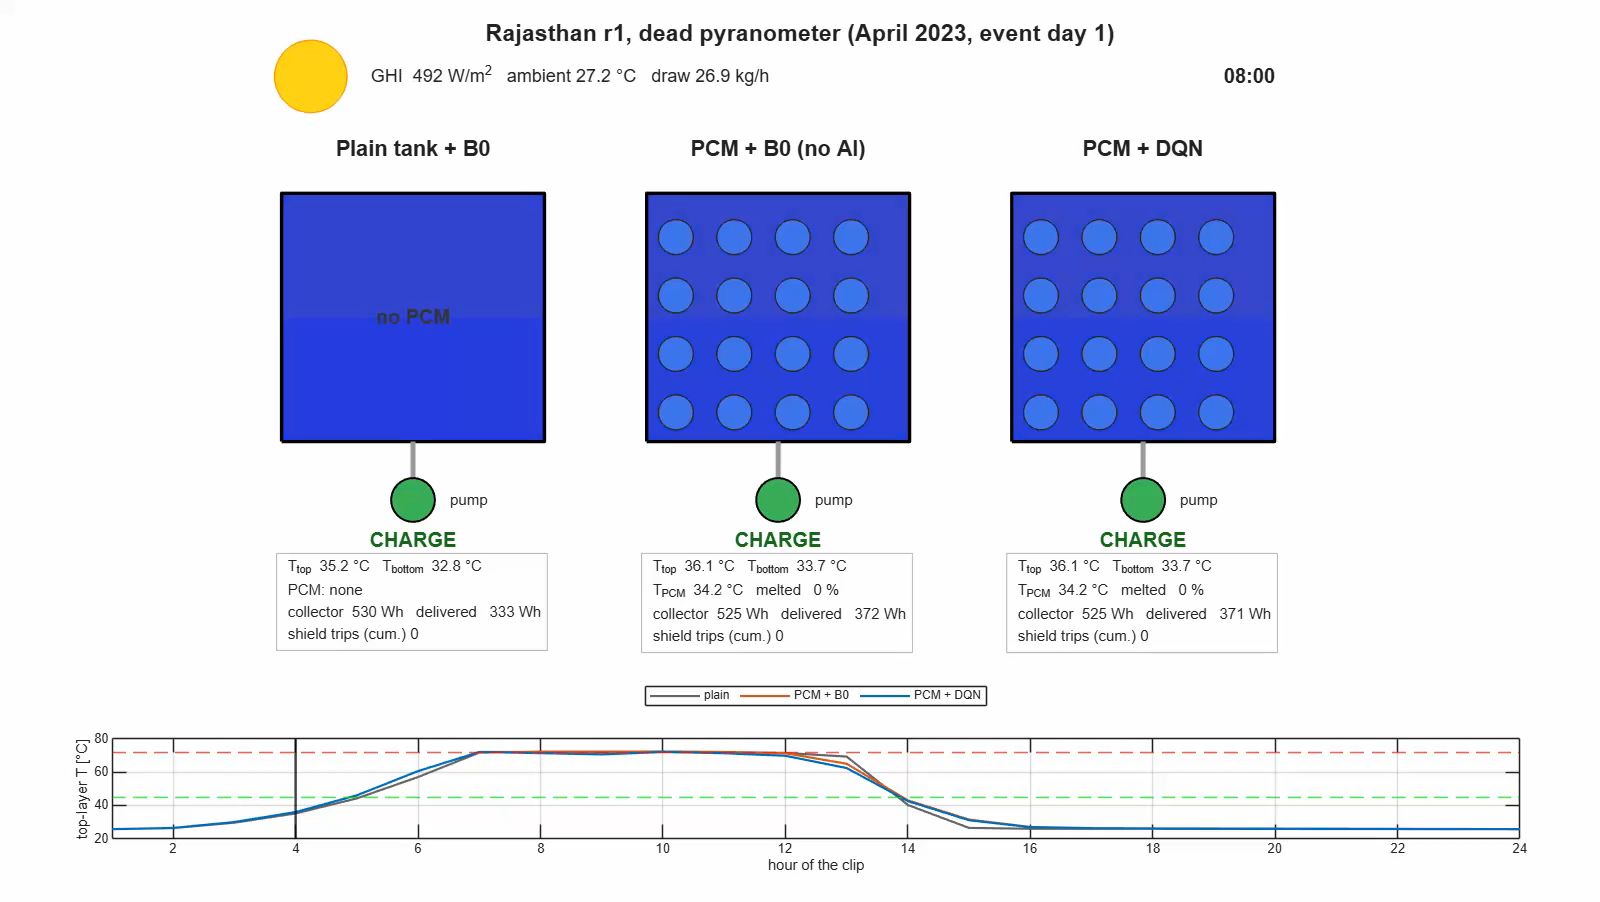 Rajasthan r1, dead pyranometer (April 2023, event day 1)
GHI 492 W/m2 ambient 27.2 °C draw 26.9 kg/h
08:00
Plain tank + B0
PCM + B0 (no AI)
PCM + DQN
no PCM
pump
pump
pump
CHARGE
CHARGE
CHARGE
Ttop 35.2 °C Tbottom 32.8 °C
PCM: none
collector 530 Wh delivered 333 Wh
shield trips (cum.) 0
Ttop 36.1 °C Tbottom 33.7 °C
TPCM 34.2 °C melted 0 %
collector 525 Wh delivered 372 Wh
shield trips (cum.) 0
Ttop 36.1 °C Tbottom 33.7 °C
TPCM 34.2 °C melted 0 %
collector 525 Wh delivered 371 Wh
shield trips (cum.) 0
plain PCM + B0 PCM + DQN
top-layer T [°C]
80
60
40
20
2 4 6 8 10 12 14 16 18 20 22 24
hour of the clip